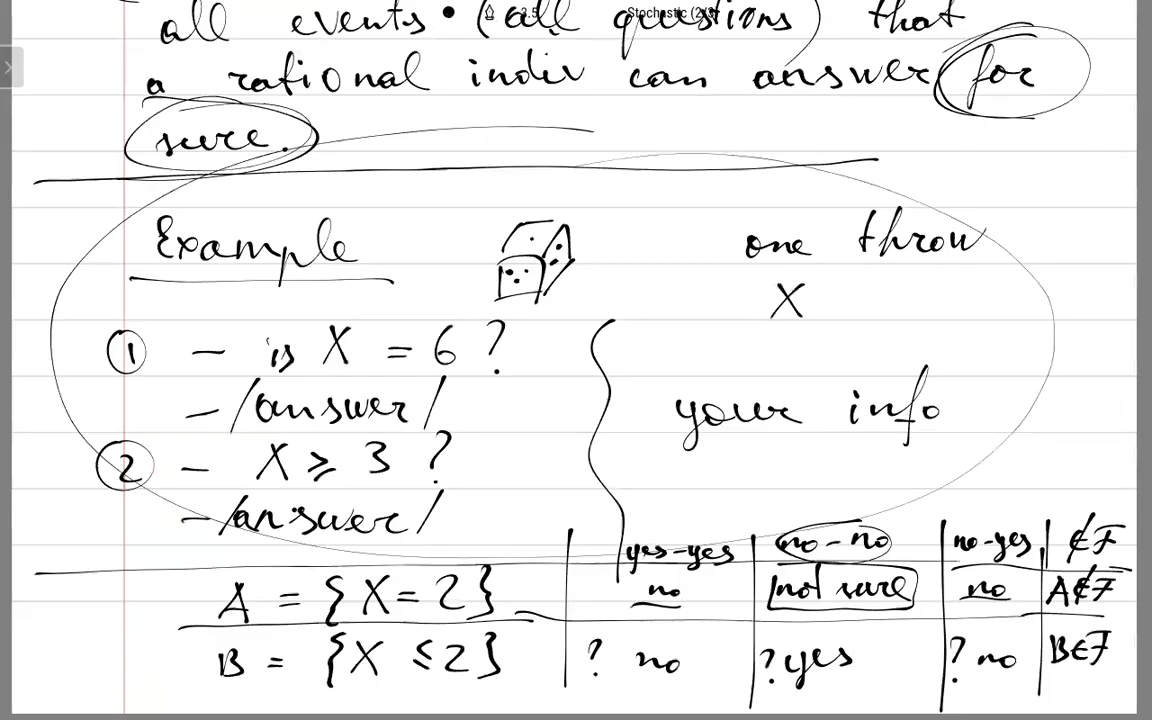 all events • (all questions) that
a rational indiv can answer for
sure.
Example one throw
X
① - is X = 6 ?
- /answer/ your info
② - X ⩾ 3 ?
- /answer/
yes-yes no-no no-yes ∉ F
A = {X = 2} no not sure no A∉F
B = {X ≤ 2} ? no ? yes ? no B∈F